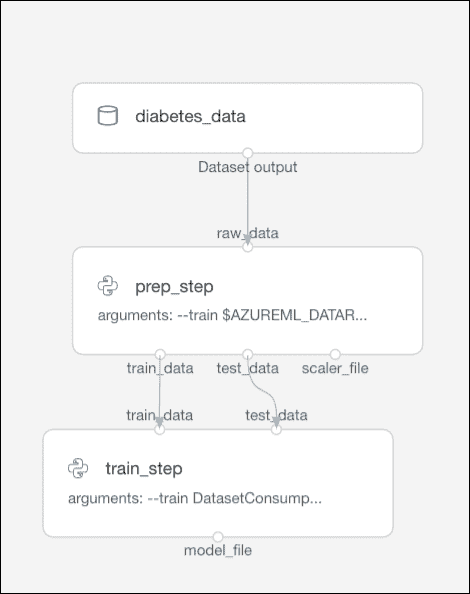 diabetes_data
Dataset output
raw_data
prep_step
arguments: --train $AZUREML_DATAR...
train_data test_data scaler_file
train_data test_data
train_step
arguments: --train DatasetConsump...
model_file